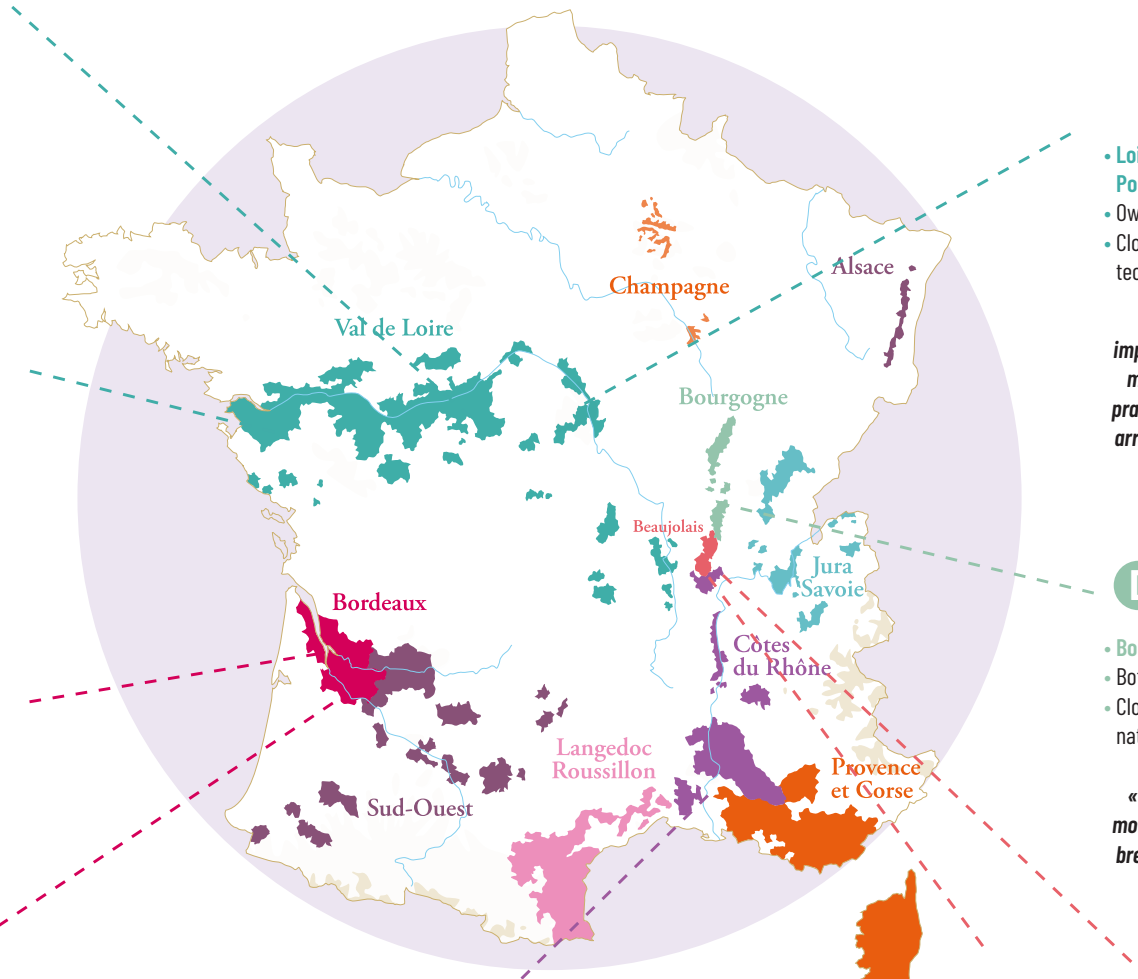 Champagne
Alsace
Val de Loire
Bourgogne
Beaujolais
Jura
Savoie
Bordeaux
Côtes
du Rhône
Langedoc
Roussillon
Provence
et Corse
Sud-Ouest